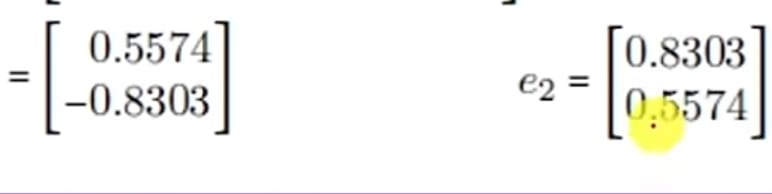 = [ 0.5574
-0.8303 ]
e2 = [ 0.8303
0.5574 ]